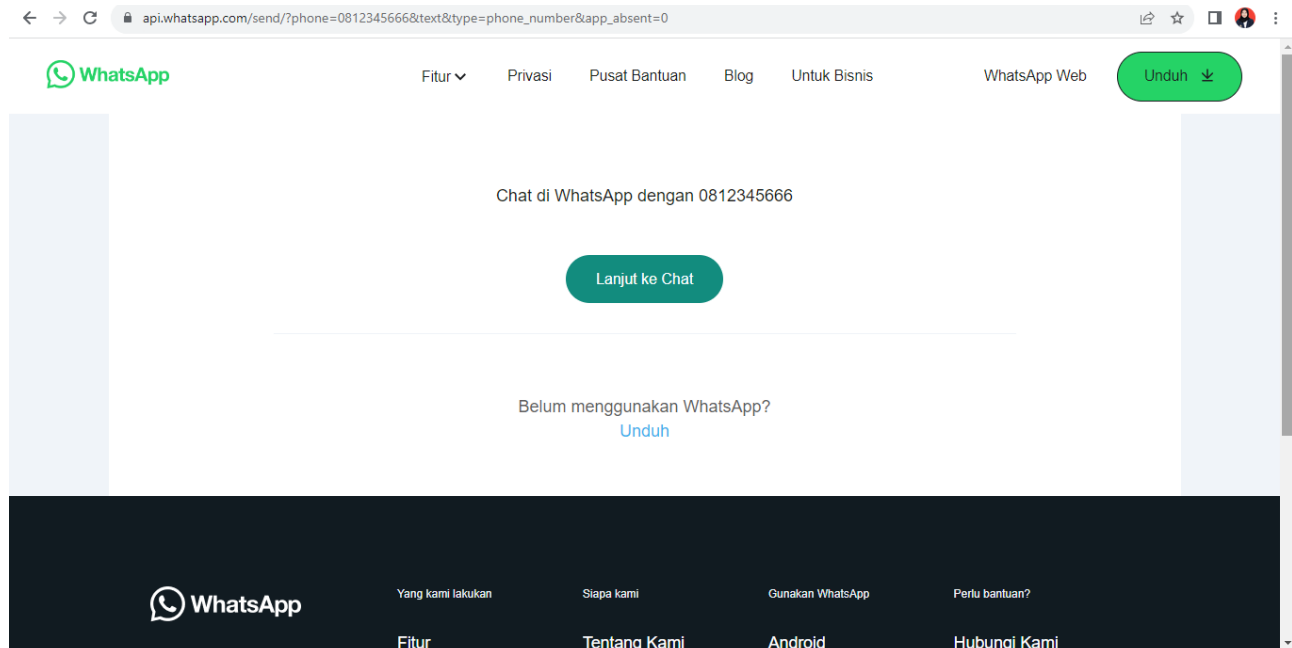 api.whatsapp.com/send/?phone=0812345666&text&type=phone_number&app_absent=0
WhatsApp Fitur Privasi Pusat Bantuan Blog Untuk Bisnis WhatsApp Web Unduh
Chat di WhatsApp dengan 0812345666
Lanjut ke Chat
Belum menggunakan WhatsApp?
Unduh
WhatsApp Yang kami lakukan Siapa kami Gunakan WhatsApp Perlu bantuan?
Fitur Tentang Kami Android Hubungi Kami